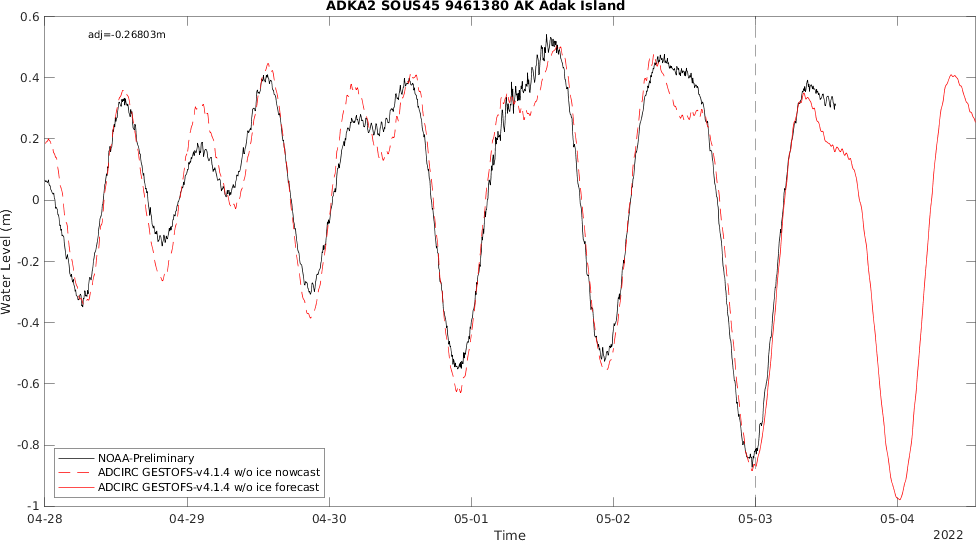 ADKA2 SOUS45 9461380 AK Adak Island
adj=-0.26803m
0.6
0.4
0.2
0
-0.2
-0.4
-0.6
-0.8
-1
Water Level (m)
NOAA-Preliminary
ADCIRC GESTOFS-v4.1.4 w/o ice nowcast
ADCIRC GESTOFS-v4.1.4 w/o ice forecast
04-28
04-29
04-30
05-01
05-02
05-03
05-04
Time
2022